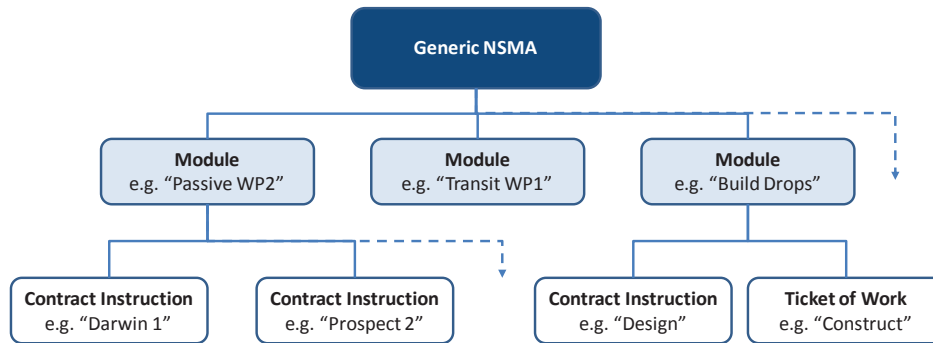 Generic NSMA
Module
e.g. “Passive WP2”
Module
e.g. “Transit WP1”
Module
e.g. “Build Drops”
Contract Instruction
e.g. “Darwin 1”
Contract Instruction
e.g. “Prospect 2”
Contract Instruction
e.g. “Design”
Ticket of Work
e.g. “Construct”